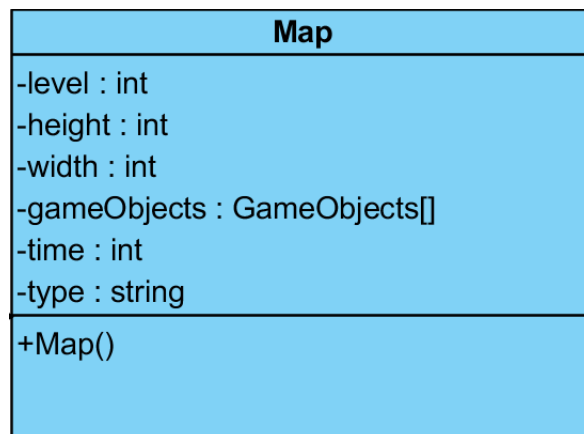 Map
-level : int
-height : int
-width : int
-gameObjects : GameObjects[]
-time : int
-type : string
+Map()